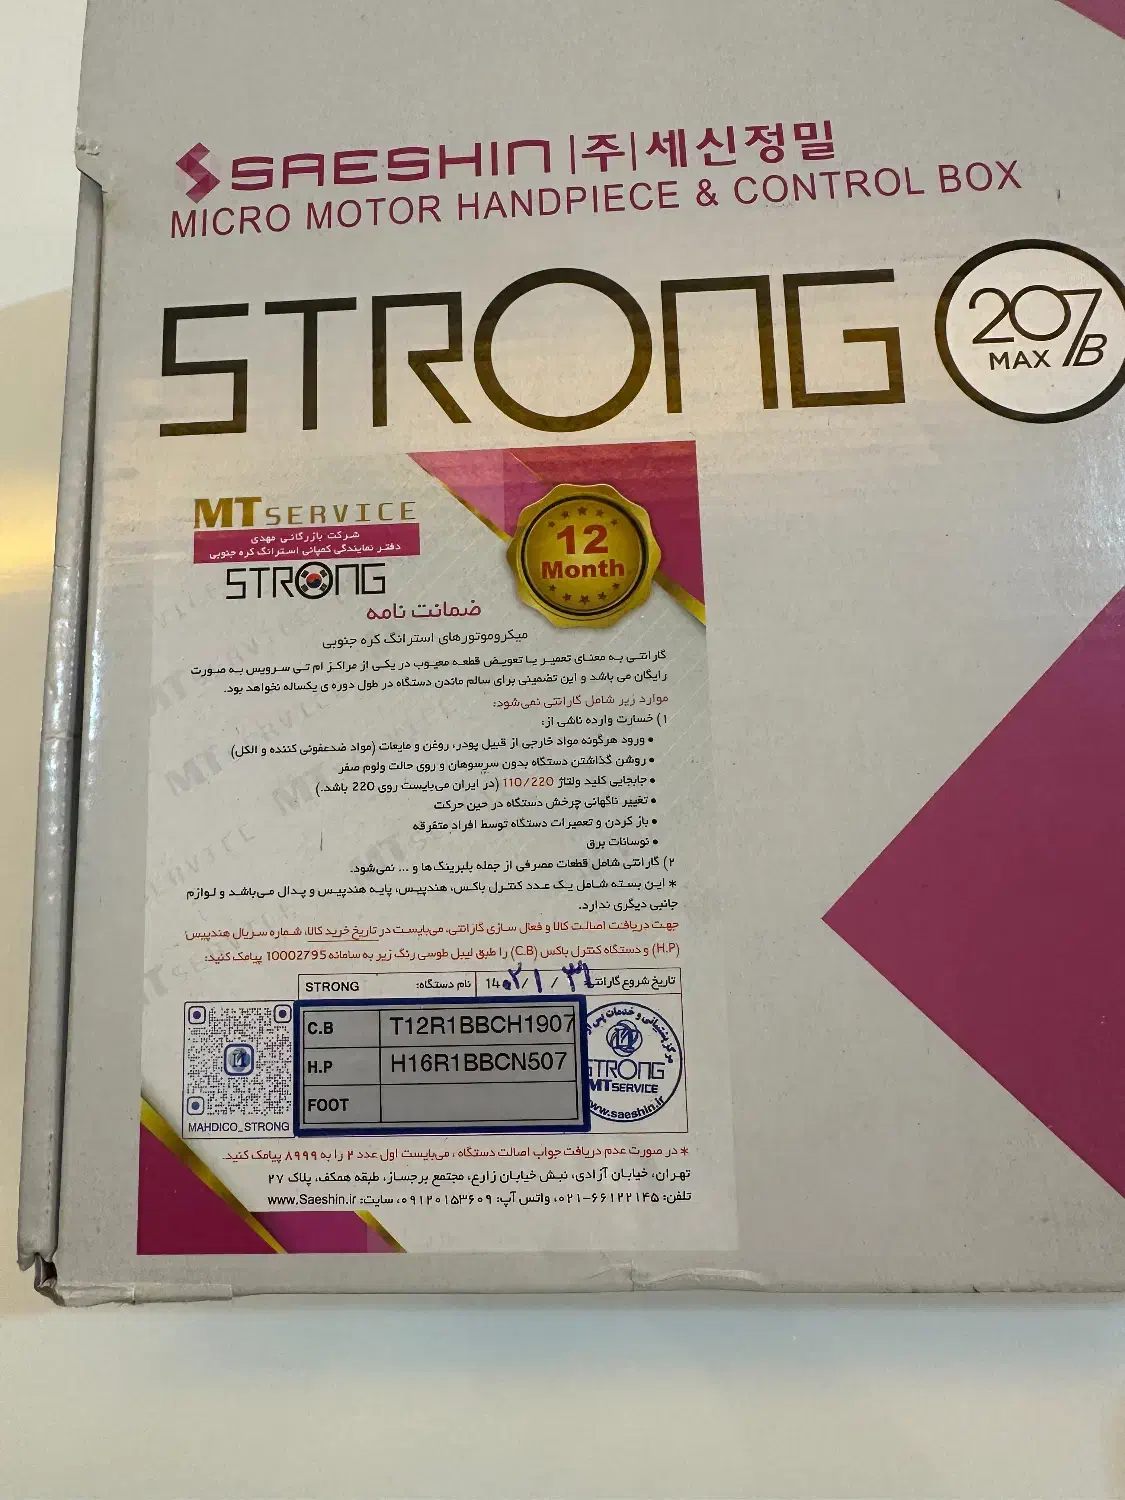 SAESHIN |주|세신정밀
MICRO MOTOR HANDPIECE & CONTROL BOX
STRONG
207B
MAX
MT SERVICE
شرکت بازرگانی مهدی
دفتر نمایندگی کمپانی استرانگ کره جنوبی
STRONG
12
Month
ضمانت نامه
میکروموتورهای استرانگ کره جنوبی
گارانتی به معنای تعمیر یا تعویض قطعه معیوب در یکی از مراکز ام تی سرویس به صورت
رایگان می باشد و این تضمینی برای سالم ماندن دستگاه در طول دوره ی یکساله نخواهد بود.
موارد زیر شامل گارانتی نمی‌شود:
۱) خسارت وارده ناشی از:
• ورود هرگونه مواد خارجی از قبیل پودر، روغن و مایعات (مواد ضدعفونی کننده و الکل)
• روشن گذاشتن دستگاه بدون سرسوهان و روی حالت ولوم صفر
• جابجایی کلید ولتاژ 110/220 (در ایران می‌بایست روی 220 باشد.)
• تغییر ناگهانی چرخش دستگاه در حین حرکت
• باز کردن و تعمیرات دستگاه توسط افراد متفرقه
• نوسانات برق
۲) گارانتی شامل قطعات مصرفی از جمله بلبرینگ‌ها و ... نمی‌شود.
* این بسته شامل یک عدد کنترل باکس، هندپیس، پایه هندپیس و پدال می‌باشد و لوازم
جانبی دیگری ندارد.
جهت دریافت اصالت کالا و فعال سازی گارانتی، می‌بایست در تاریخ خرید کالا، شماره سریال هندپیس
(H.P) و دستگاه کنترل باکس (C.B) را طبق لیبل طوسی رنگ زیر به سامانه 10002795 پیامک کنید:
تاریخ شروع گارانتی: 14۰۲/۱/۳۱ نام دستگاه: STRONG
C.B T12R1BBCH1907
H.P H16R1BBCN507
FOOT
مرکز پشتیبانی و خدمات پس از
STRONG
MT SERVICE
www.saeshin.ir
MAHDICO_STRONG
* در صورت عدم دریافت جواب اصالت دستگاه ، می‌بایست اول عدد ۲ را به ۸۹۹۹ پیامک کنید.
تهران، خیابان آزادی، نبش خیابان زارع، مجتمع برجساز، طبقه همکف، پلاک ۲۷
تلفن: ۶۶۱۲۲۱۴۵-۰۲۱، واتس آپ: ۰۹۱۲۰۱۵۳۶۰۹، سایت: www.Saeshin.ir